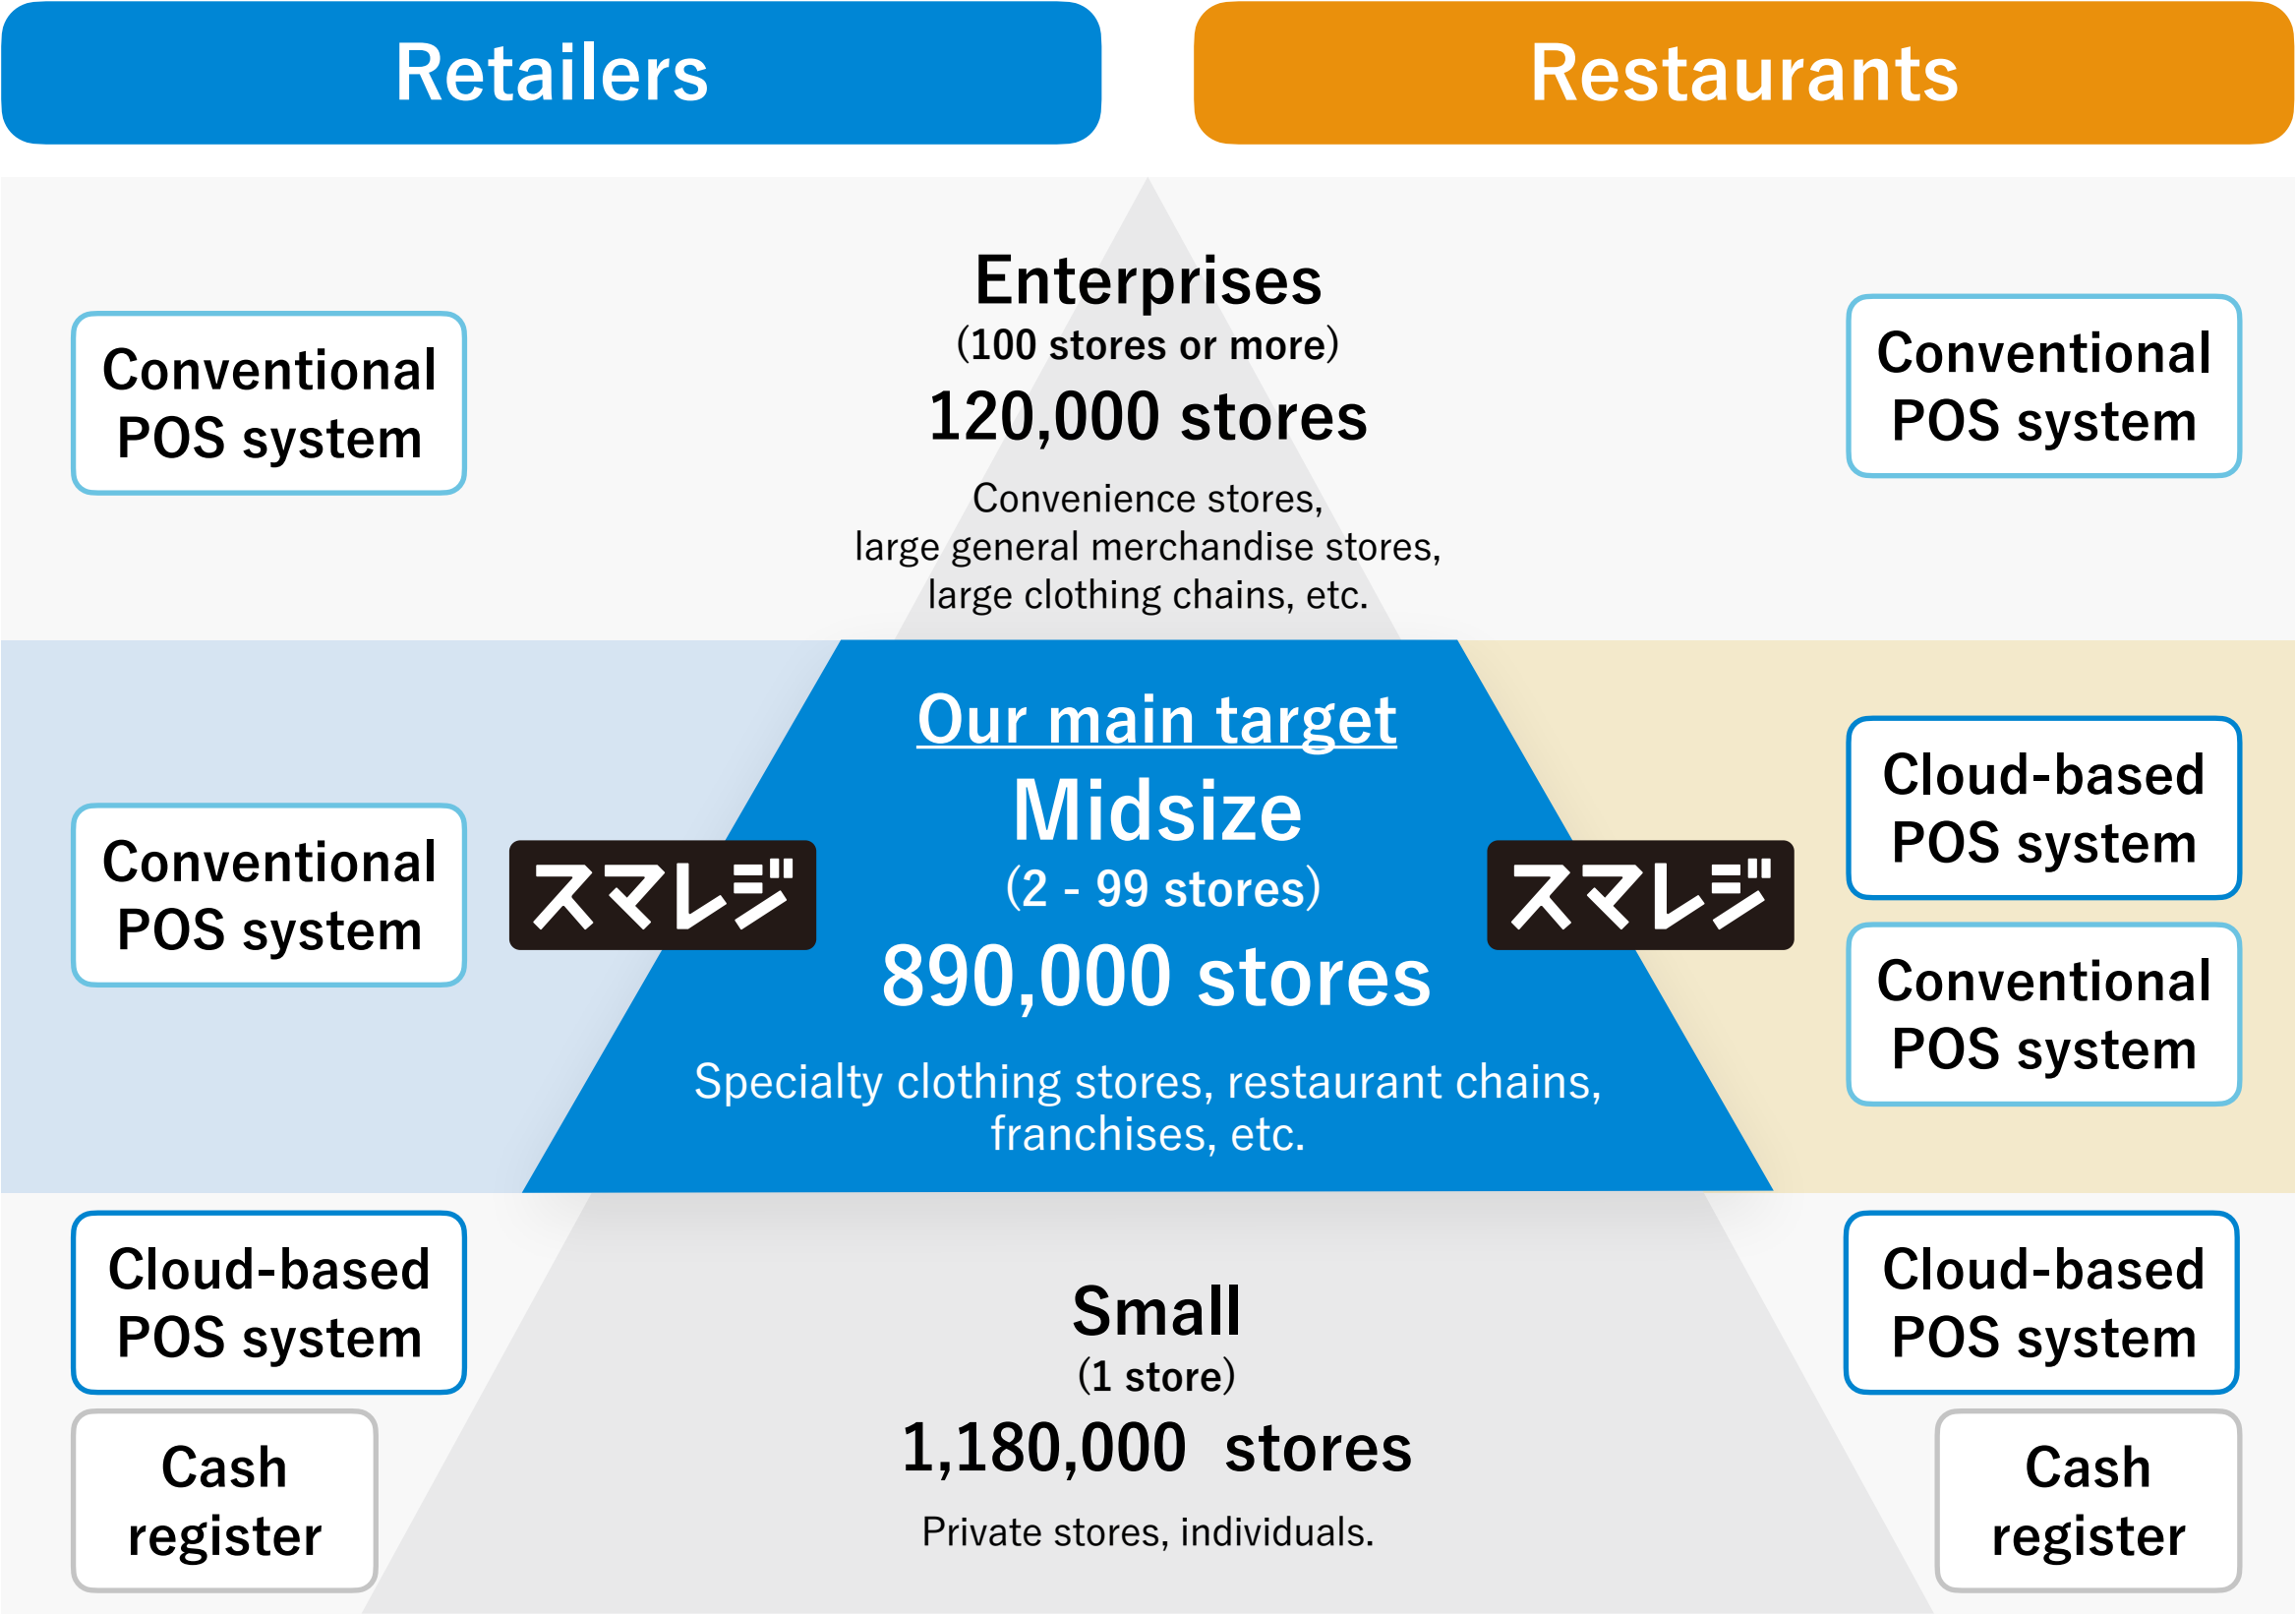 Retailers
Restaurants
Enterprises
(100 stores or more)
120,000 stores
Convenience stores,
large general merchandise stores,
large clothing chains, etc.
Conventional
POS system
Conventional
POS system
Our main target
Midsize
(2 - 99 stores)
890,000 stores
Specialty clothing stores, restaurant chains,
franchises, etc.
Conventional
POS system
スマレジ
スマレジ
Cloud-based
POS system
Conventional
POS system
Small
(1 store)
1,180,000 stores
Private stores, individuals.
Cloud-based
POS system
Cash
register
Cloud-based
POS system
Cash
register